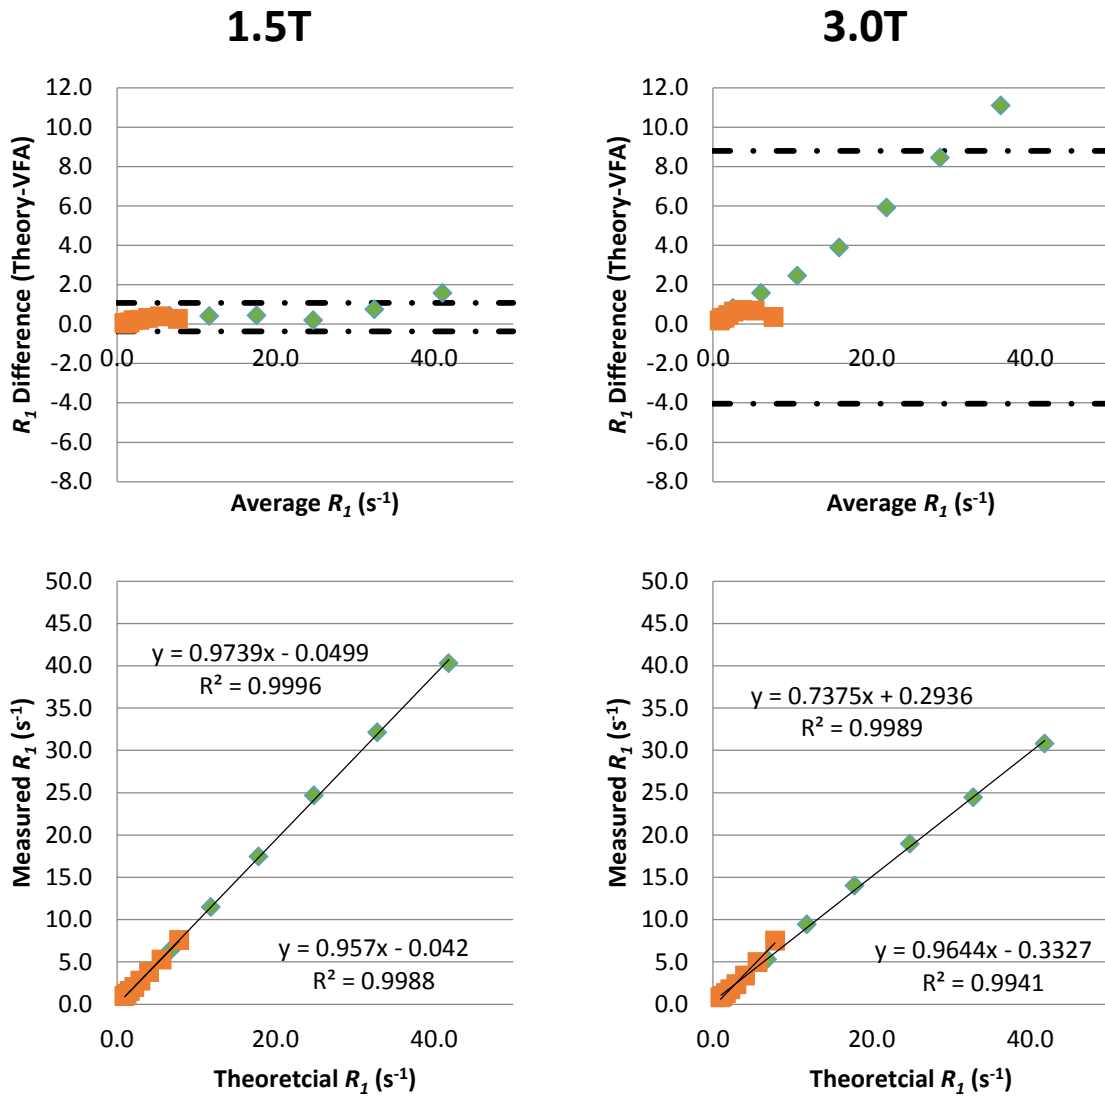 1.5T
3.0T
R1 Difference (Theory-VFA)
12.0
10.0
8.0
6.0
4.0
2.0
0.0
-2.0
-4.0
-6.0
-8.0
0.0 20.0 40.0
Average R1 (s-1)
R1 Difference (Theory-VFA)
12.0
10.0
8.0
6.0
4.0
2.0
0.0
-2.0
-4.0
-6.0
-8.0
0.0 20.0 40.0
Average R1 (s-1)
Measured R1 (s-1)
50.0
45.0
40.0
35.0
30.0
25.0
20.0
15.0
10.0
5.0
0.0
y = 0.9739x - 0.0499
R² = 0.9996
y = 0.957x - 0.042
R² = 0.9988
0.0 20.0 40.0
Theoretcial R1 (s-1)
Measured R1 (s-1)
50.0
45.0
40.0
35.0
30.0
25.0
20.0
15.0
10.0
5.0
0.0
y = 0.7375x + 0.2936
R² = 0.9989
y = 0.9644x - 0.3327
R² = 0.9941
0.0 20.0 40.0
Theoretcial R1 (s-1)